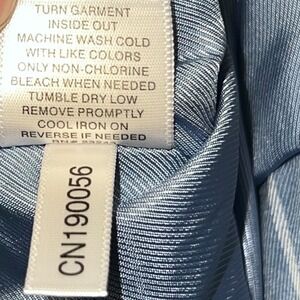 TURN GARMENT
INSIDE OUT
MACHINE WASH COLD
WITH LIKE COLORS
ONLY NON-CHLORINE
BLEACH WHEN NEEDED
TUMBLE DRY LOW
REMOVE PROMPTLY
COOL IRON ON
REVERSE IF NEEDED
CN190056